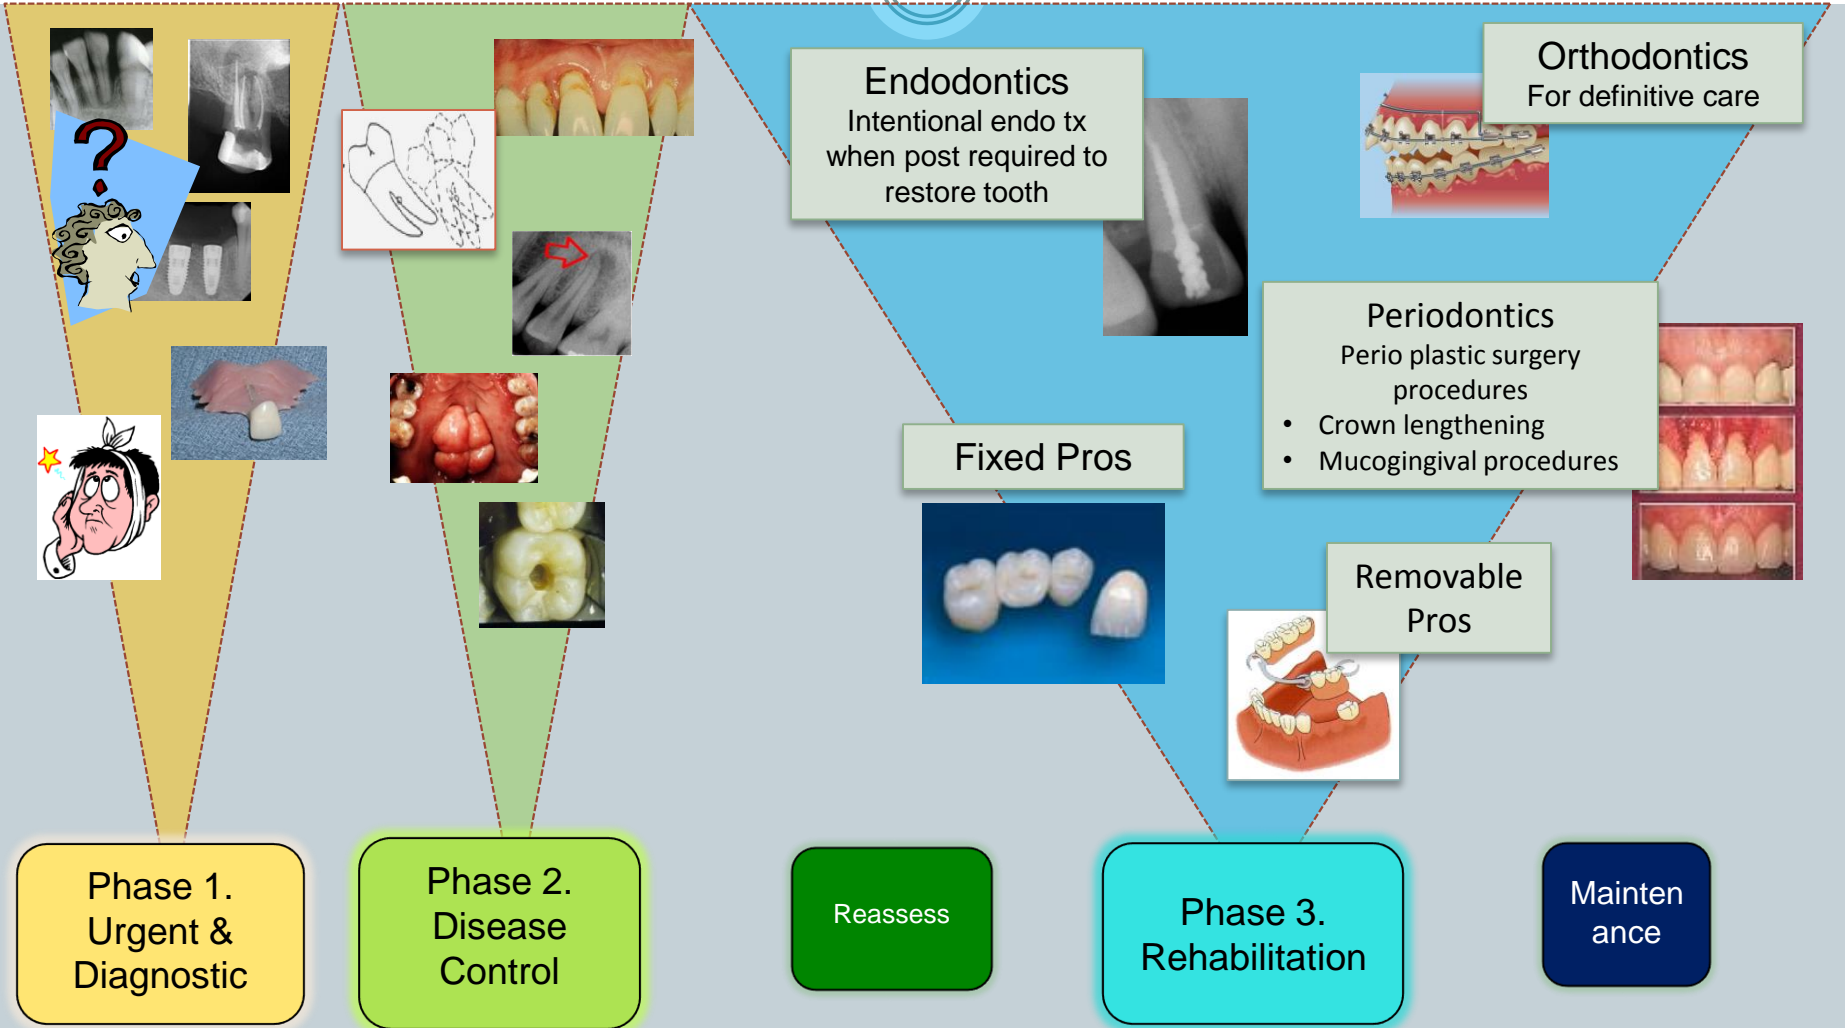 Endodontics
Intentional endo tx
when post required to
restore tooth
Orthodontics
For definitive care
Periodontics
Perio plastic surgery
procedures
• Crown lengthening
• Mucogingival procedures
Fixed Pros
Removable
Pros
Phase 1.
Urgent &
Diagnostic
Phase 2.
Disease
Control
Reassess
Phase 3.
Rehabilitation
Mainten
ance
?